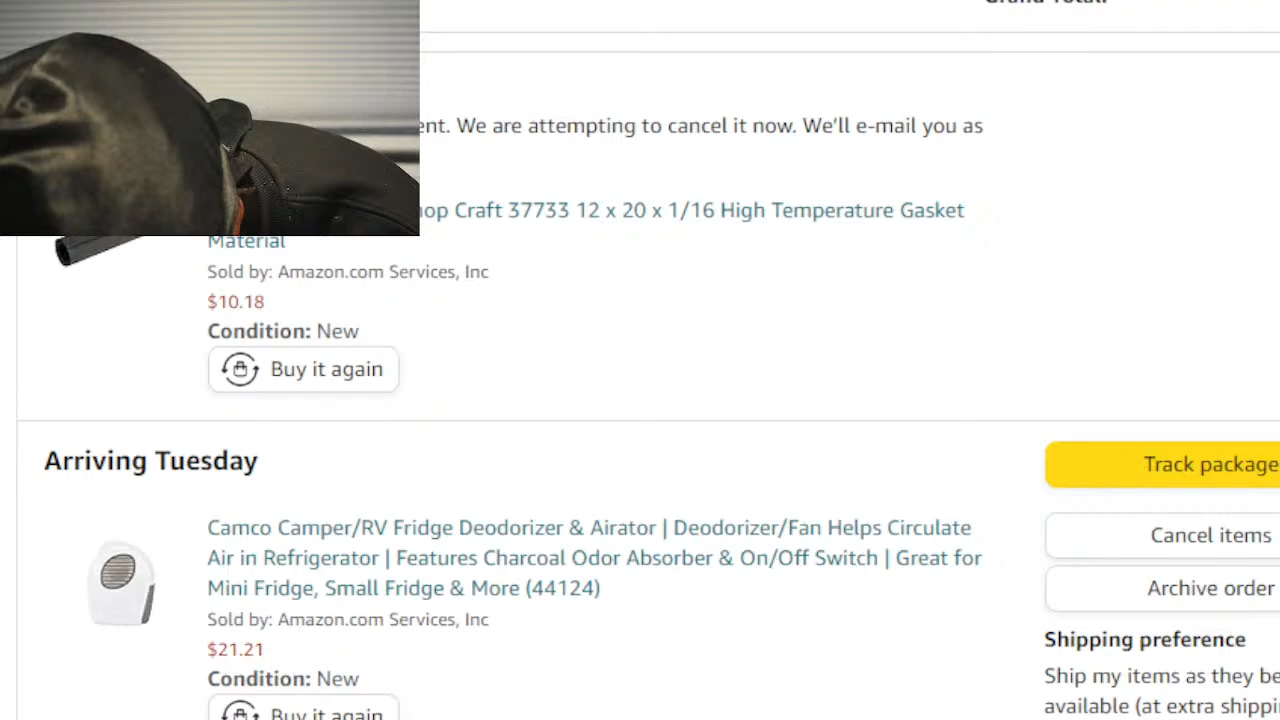 We are attempting to cancel it now. We'll e-mail you as
Craft 37733 12 x 20 x 1/16 High Temperature Gasket
Material
Sold by: Amazon.com Services, Inc
$10.18
Condition: New
Buy it again
Arriving Tuesday
Track package
Camco Camper/RV Fridge Deodorizer & Airator | Deodorizer/Fan Helps Circulate
Air in Refrigerator | Features Charcoal Odor Absorber & On/Off Switch | Great for
Mini Fridge, Small Fridge & More (44124)
Sold by: Amazon.com Services, Inc
$21.21
Condition: New
Buy it again
Cancel items
Archive order
Shipping preference
Ship my items as they
available (at extra